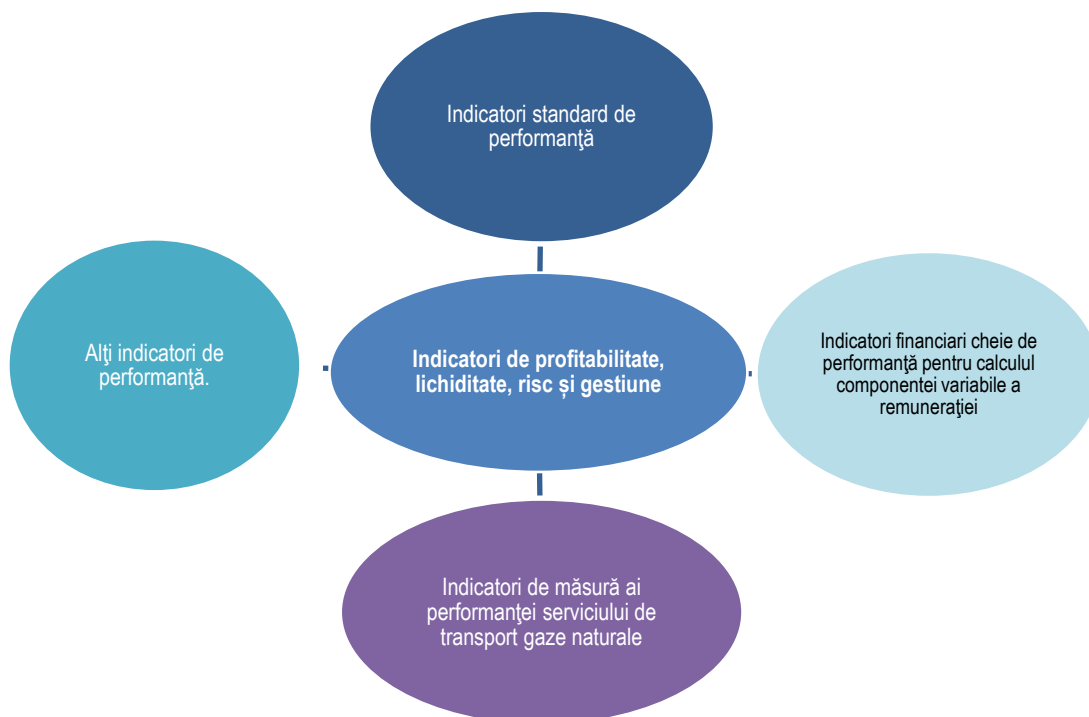 Indicatori standard de
performanţă
Alţi indicatori de
performanţă.
Indicatori de profitabilitate,
lichiditate, risc și gestiune
Indicatori financiari cheie de
performanţă pentru calculul
componentei variabile a
remuneraţiei
Indicatori de măsură ai
performanţei serviciului de
transport gaze naturale